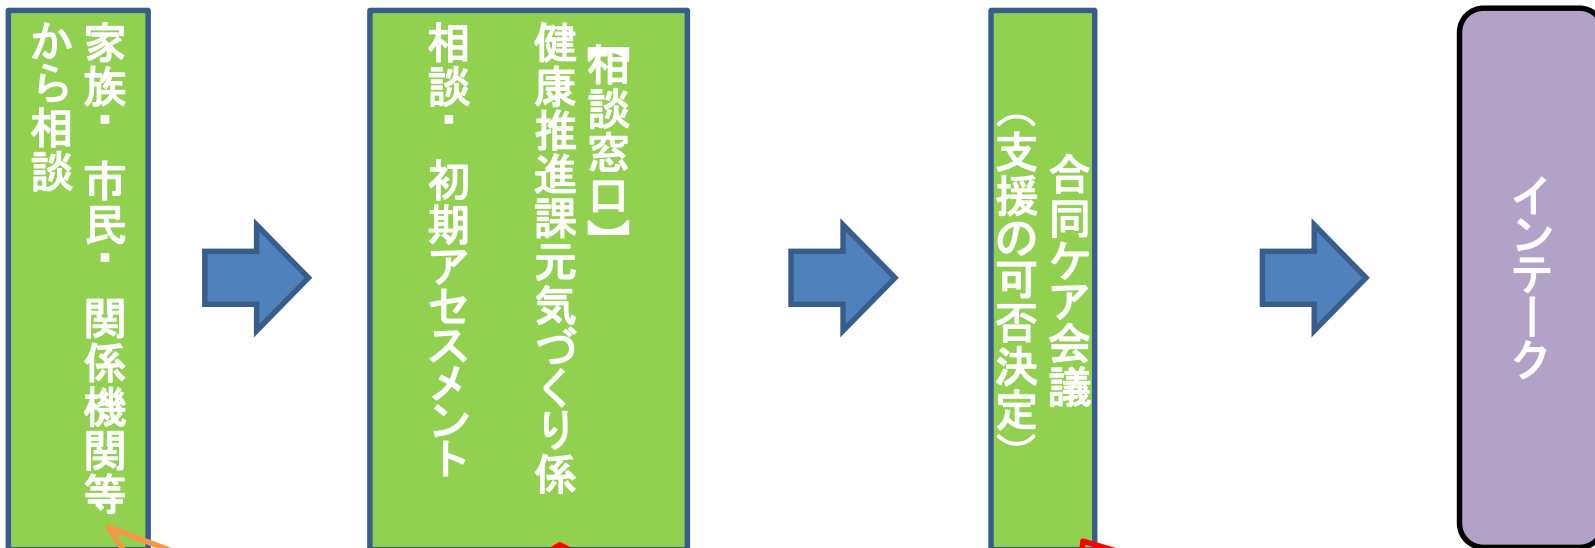 家族・ 市民・ 関係機関等
から相談
【相談窓口】
健康推進課元気づくり係
相談・ 初期アセスメント
合同ケア会議
（支援の可否決定）
インテーク